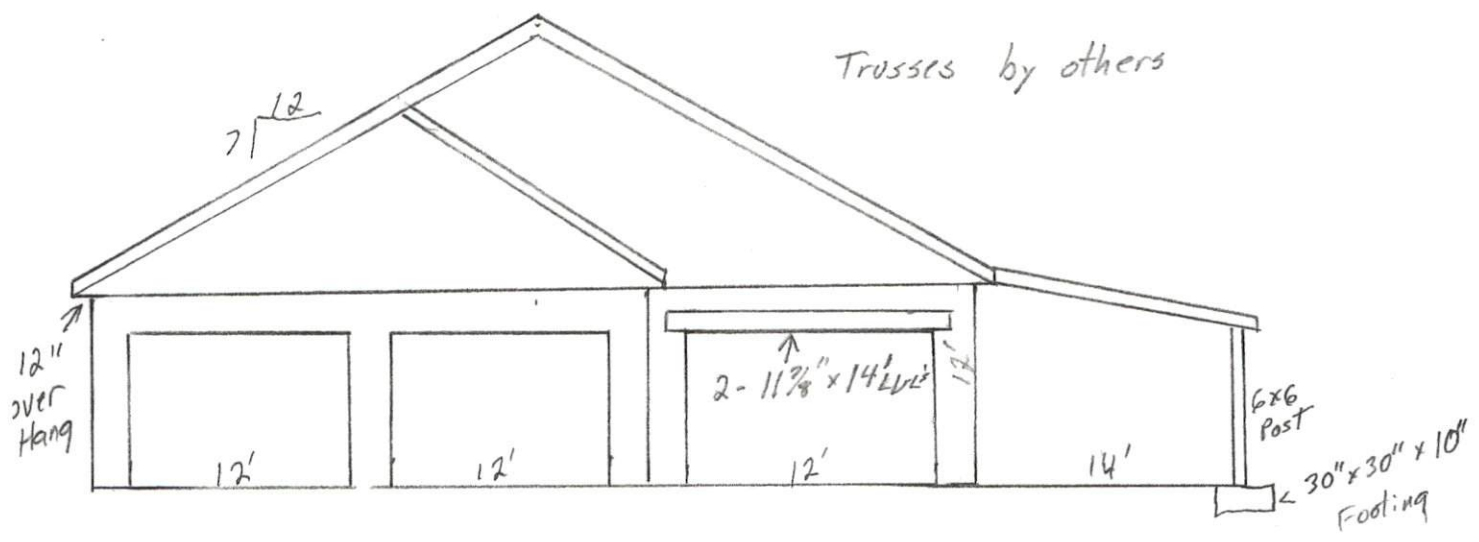 Trusses by others
12
7
12"
over
Hang
2- 11 7/8" x 14' LVL's
12'
6x6
Post
12'
12'
12'
14'
30" x 30" x 10"
Footing